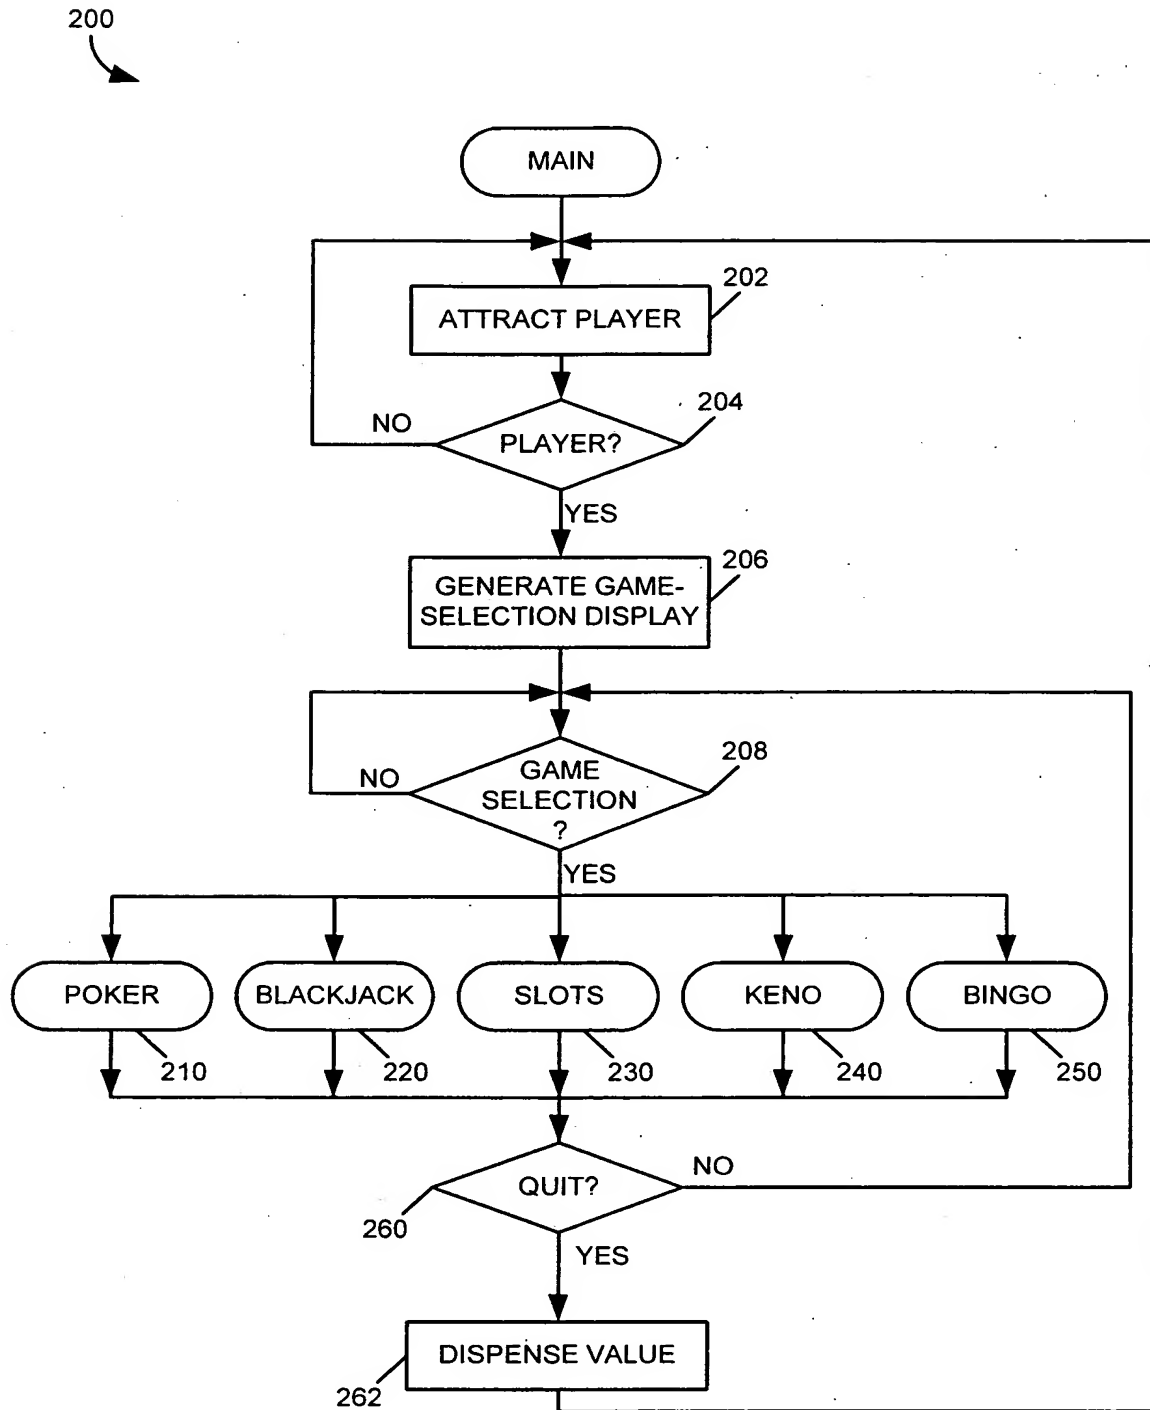 200
MAIN
202
ATTRACT PLAYER
204
NO
PLAYER?
YES
206
GENERATE GAME-
SELECTION DISPLAY
208
NO
GAME
SELECTION
?
YES
POKER
BLACKJACK
SLOTS
KENO
BINGO
210
220
230
240
250
NO
QUIT?
260
YES
DISPENSE VALUE
262